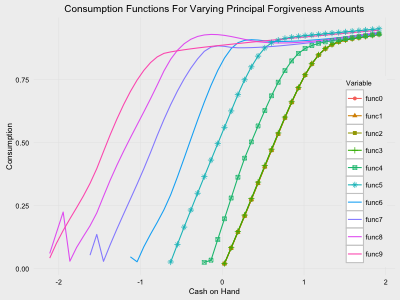 Consumption Functions For Varying Principal Forgiveness Amounts
Consumption
0.75
0.50
0.25
0.00
-2
-1
0
1
2
Cash on Hand
Variable
func0
func1
func2
func3
func4
func5
func6
func7
func8
func9